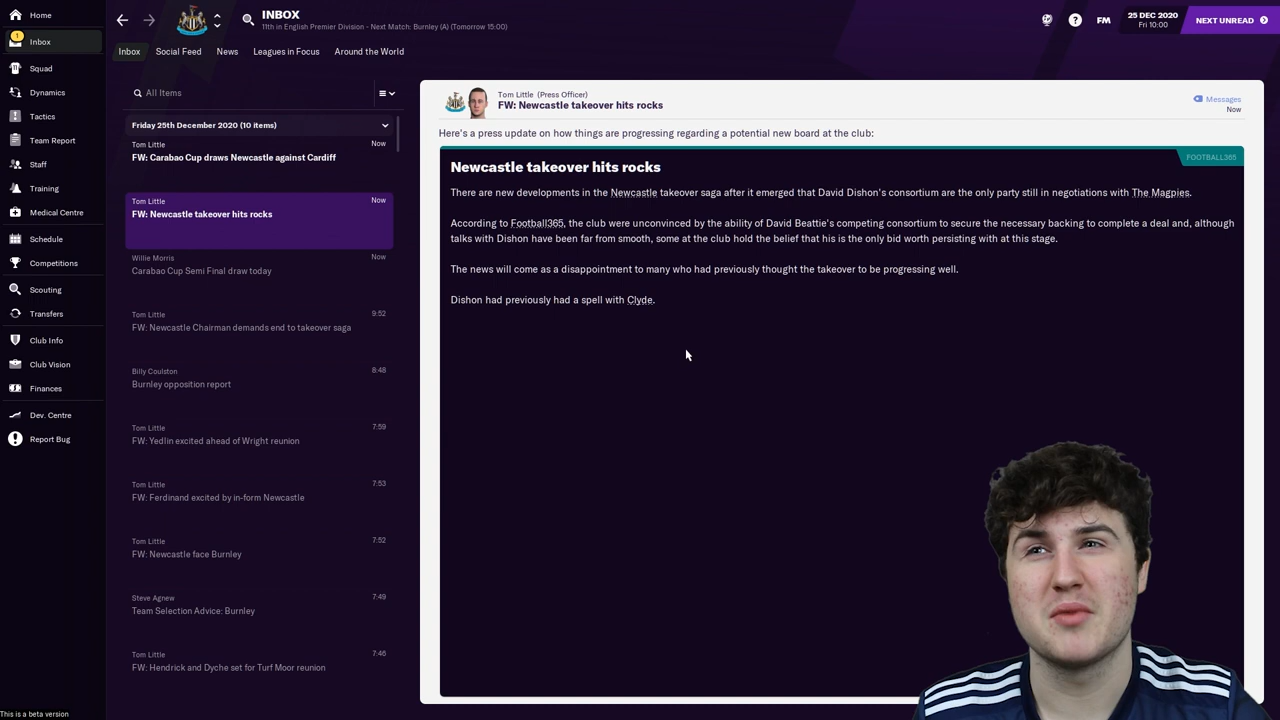 Home
INBOX
11th in English Premier Division - Next Match: Burnley (A) (Tomorrow 15:00)
FM
25 DEC 2020
Fri 10:00
NEXT UNREAD
1
Inbox
Squad
Dynamics
Tactics
Team Report
Staff
Training
Medical Centre
Schedule
Competitions
Scouting
Transfers
Club Info
Club Vision
Finances
Dev. Centre
Report Bug
This is a beta version
Inbox
Social Feed
News
Leagues in Focus
Around the World
All Items
Friday 25th December 2020 (10 items)
Tom Little
Now
FW: Carabao Cup draws Newcastle against Cardiff
Tom Little
Now
FW: Newcastle takeover hits rocks
Willie Morris
Now
Carabao Cup Semi Final draw today
Tom Little
9:52
FW: Newcastle Chairman demands end to takeover saga
Billy Coulston
8:48
Burnley opposition report
Tom Little
7:59
FW: Yedlin excited ahead of Wright reunion
Tom Little
7:53
FW: Ferdinand excited by in-form Newcastle
Tom Little
7:52
FW: Newcastle face Burnley
Steve Agnew
7:49
Team Selection Advice: Burnley
Tom Little
7:46
FW: Hendrick and Dyche set for Turf Moor reunion
Tom Little (Press Officer)
FW: Newcastle takeover hits rocks
Messages
Now
Here's a press update on how things are progressing regarding a potential new board at the club:
Newcastle takeover hits rocks
FOOTBALL365
There are new developments in the Newcastle takeover saga after it emerged that David Dishon's consortium are the only party still in negotiations with The Magpies.
According to Football365, the club were unconvinced by the ability of David Beattie's competing consortium to secure the necessary backing to complete a deal and, although
talks with Dishon have been far from smooth, some at the club hold the belief that his is the only bid worth persisting with at this stage.
The news will come as a disappointment to many who had previously thought the takeover to be progressing well.
Dishon had previously had a spell with Clyde.